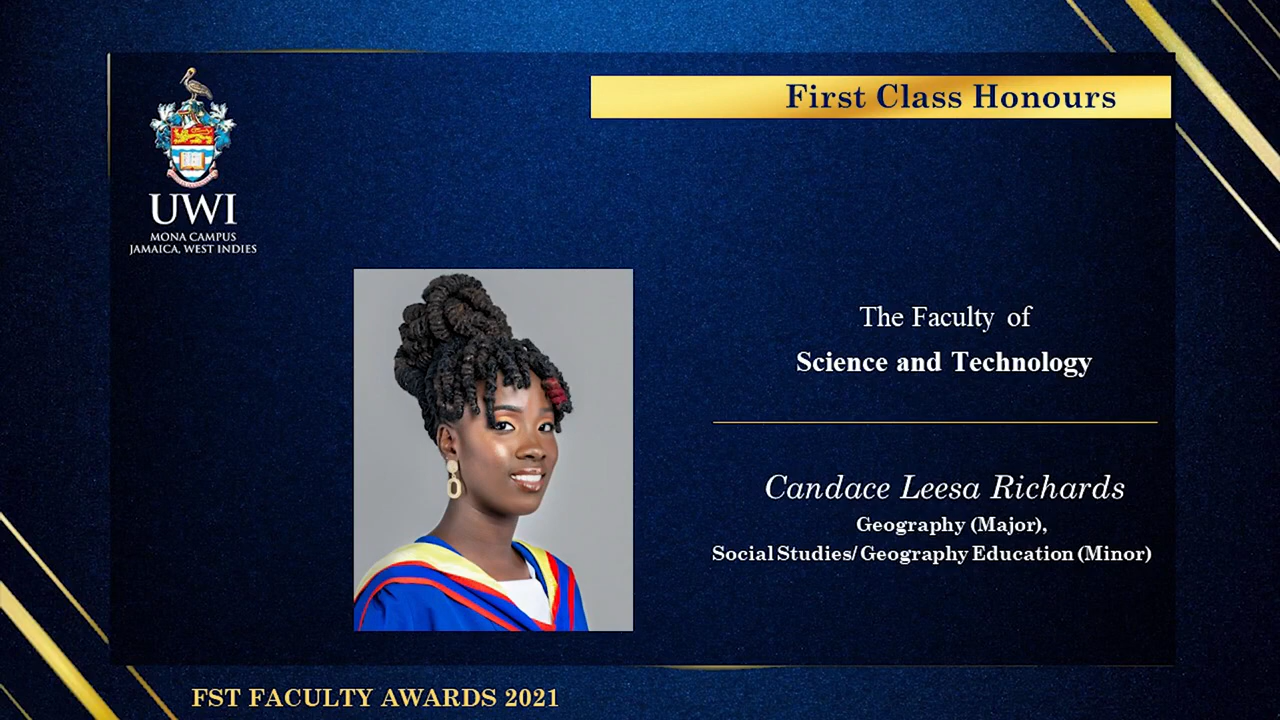 First Class Honours
UWI
MONA CAMPUS
JAMAICA, WEST INDIES
The Faculty of
Science and Technology
Candace Leesa Richards
Geography (Major),
Social Studies/ Geography Education (Minor)
FST FACULTY AWARDS 2021